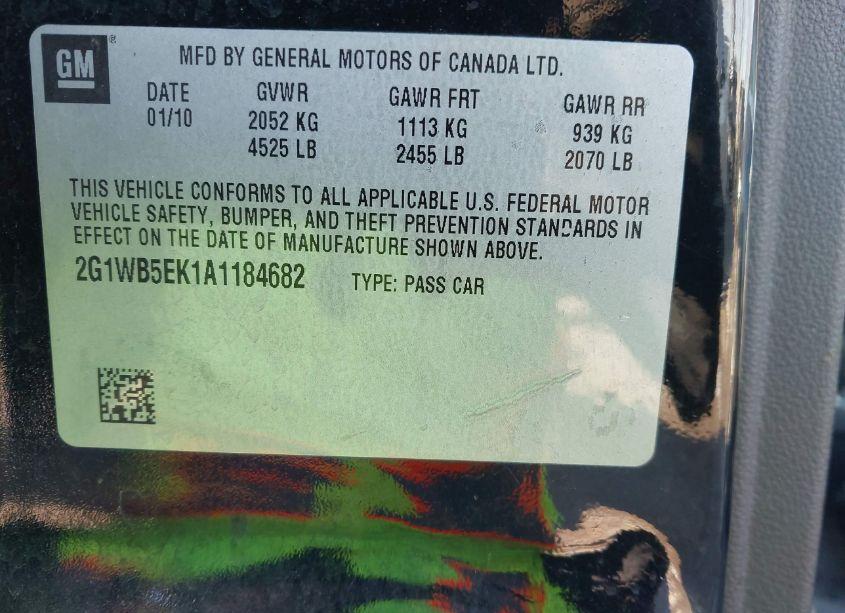 GM ®
MFD BY GENERAL MOTORS OF CANADA LTD.
DATE GVWR GAWR FRT GAWR RR
01/10 2052 KG 1113 KG 939 KG
4525 LB 2455 LB 2070 LB
THIS VEHICLE CONFORMS TO ALL APPLICABLE U.S. FEDERAL MOTOR
VEHICLE SAFETY, BUMPER, AND THEFT PREVENTION STANDARDS IN
EFFECT ON THE DATE OF MANUFACTURE SHOWN ABOVE.
2G1WB5EK1A1184682 TYPE: PASS CAR